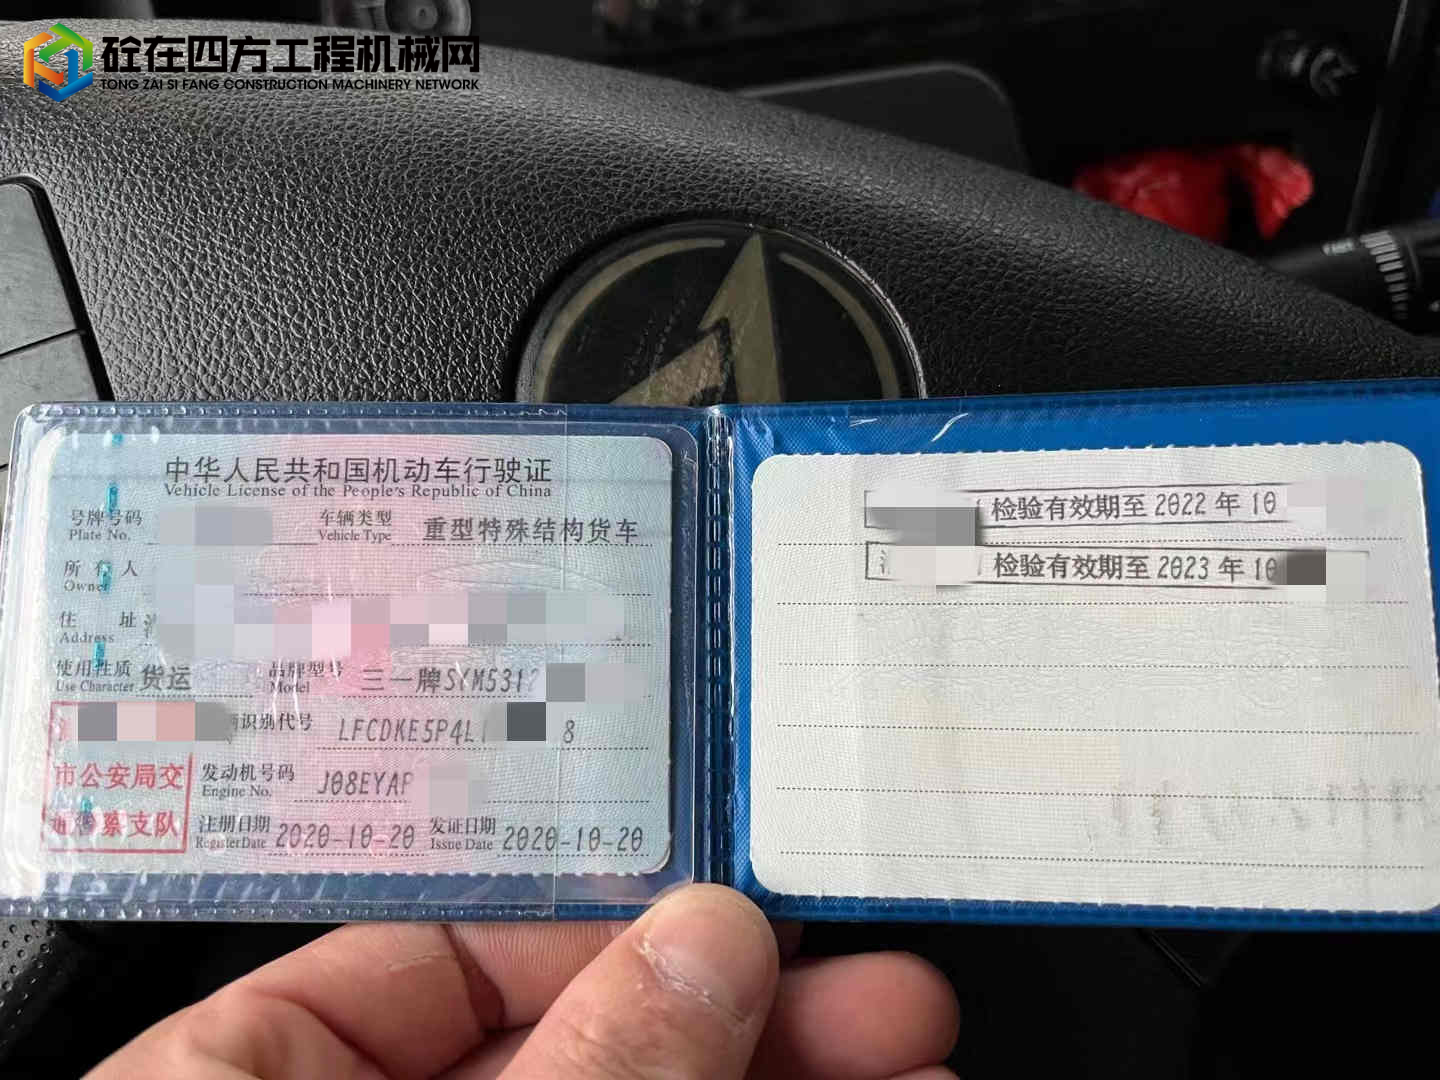 砼在四方工程机械网
TONG ZAI SI FANG CONSTRUCTION MACHINERY NETWORK
中华人民共和国机动车行驶证
Vehicle License of the People's Republic of China
号牌号码
Plate No.
车辆类型
Vehicle Type
重型特殊结构货车
所有人
Owner
住址
Address
使用性质
Use Character
货运
品牌型号
Model
三一牌SYM531
识别代号
LFCDKE5P4L
8
市公安局交
察支队
发动机号码
Engine No.
J08EYAP
注册日期
Register Date
2020-10-20
发证日期
Issue Date
2020-10-20
检验有效期至2022年10
检验有效期至2023年10